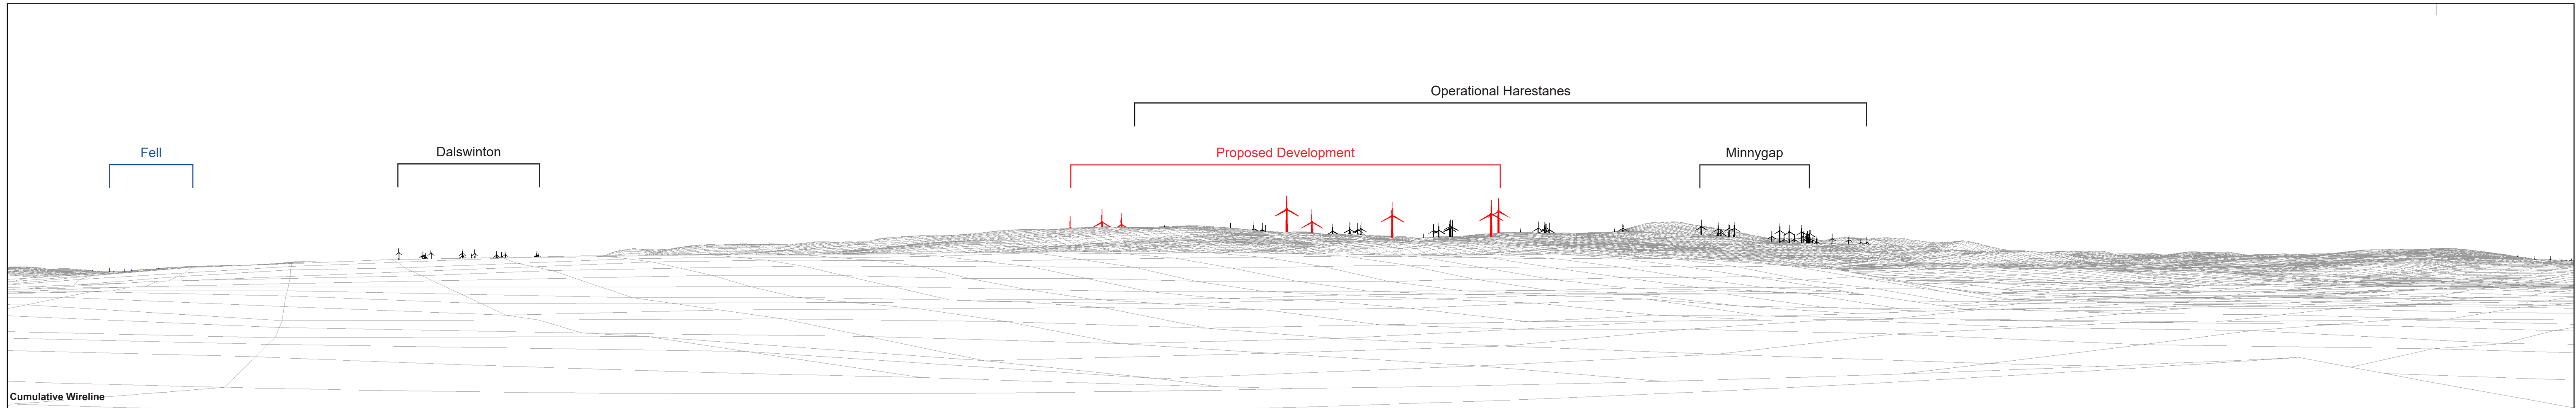 Operational Harestanes
Fell
Dalswinton
Proposed Development
Minnygap
Cumulative Wireline